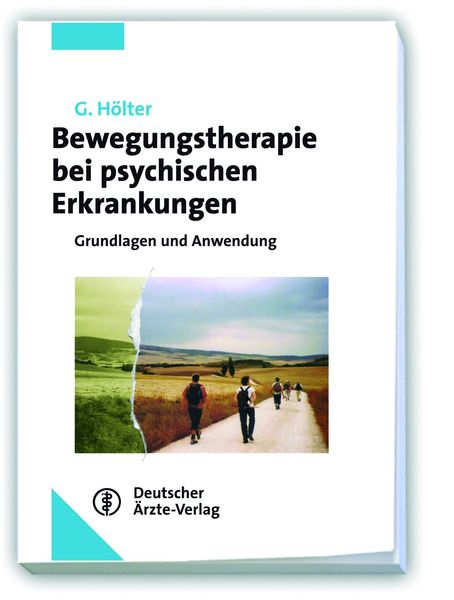 G. Hölter
Bewegungstherapie
bei psychischen
Erkrankungen
Grundlagen und Anwendung
Deutscher
Ärzte-Verlag